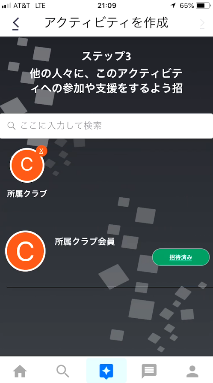 AT&T LTE 21:09
アクティビティを作成
ステップ3
他の人々に、このアクティビテ
ィへの参加や支援をするよう招
ここに入力して検索
C x
所属クラブ
C 所属クラブ会員
招待済み